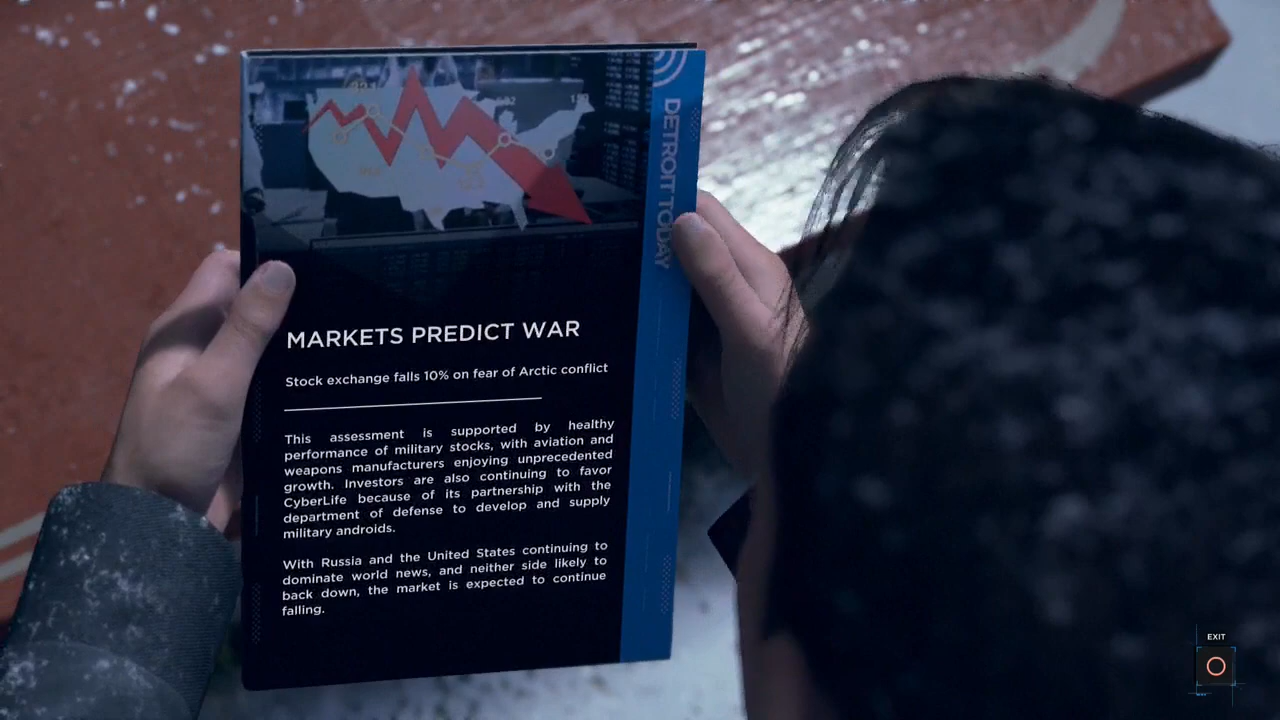 DETROIT TODAY
MARKETS PREDICT WAR
Stock exchange falls 10% on fear of Arctic conflict
This assessment is supported by healthy
performance of military stocks, with aviation and
weapons manufacturers enjoying unprecedented
growth. Investors are also continuing to favor
CyberLife because of its partnership with the
department of defense to develop and supply
military androids.
With Russia and the United States continuing to
dominate world news, and neither side likely to
back down, the market is expected to continue
falling.
EXIT